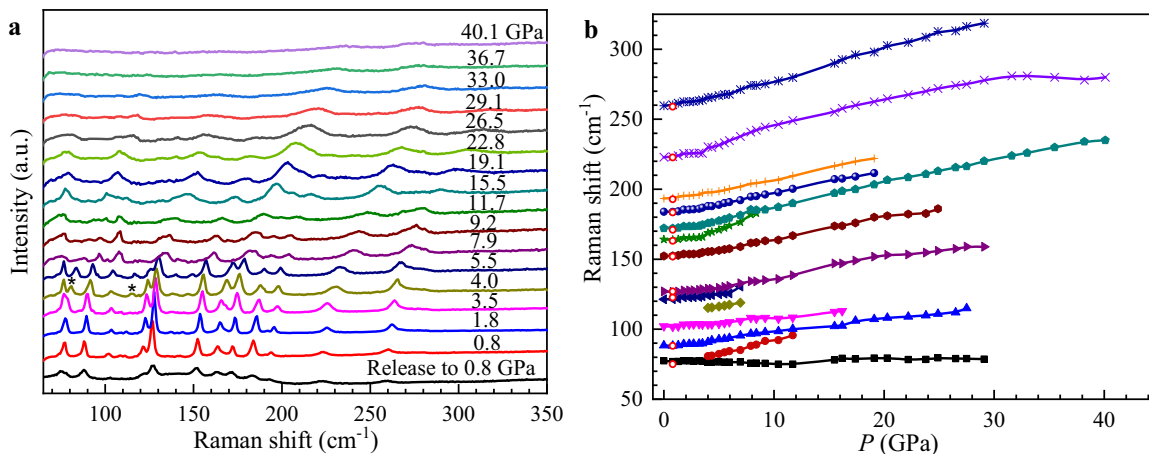 a
40.1 GPa
36.7
33.0
29.1
26.5
22.8
19.1
15.5
11.7
9.2
7.9
5.5
4.0
* *
3.5
1.8
0.8
Release to 0.8 GPa
Intensity (a.u.)
100 150 200 250 300 350
Raman shift (cm⁻¹)
b
300
250
200
150
100
50
Raman shift (cm⁻¹)
0 10 20 30 40
P (GPa)